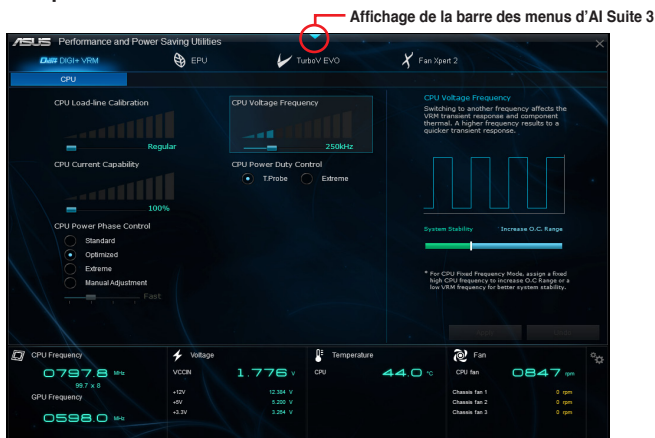 Affichage de la barre des menus d'AI Suite 3
ASUS Performance and Power Saving Utilities
DIGI+ VRM EPU TurboV EVO Fan Xpert 2
CPU
CPU Load-line Calibration
Regular
CPU Current Capability
100%
CPU Power Phase Control
Standard
Optimized
Extreme
Manual Adjustment
Fast
CPU Voltage Frequency
250kHz
CPU Power Duty Control
T.Probe Extreme
CPU Voltage Frequency
Switching to another frequency affects the
VRM transient response and component
thermal. A higher frequency results to a
quicker transient response.
System Stability Increase O.C. Range
* For CPU Fixed Frequency Mode, assign a fixed
high CPU frequency to increase O.C Range or a
low VRM frequency for better system stability.
Apply
CPU Frequency
0797.8 MHz
99.7 x 8
GPU Frequency
0598.0 MHz
Voltage
VCCIN 1.776 V
+12V 12.384 V
+5V 5.200 V
+3.3V 3.264 V
Temperature
CPU 44.0 °C
Fan
CPU fan 0847 rpm
Chassis fan 1 0 rpm
Chassis fan 2 0 rpm
Chassis fan 3 0 rpm